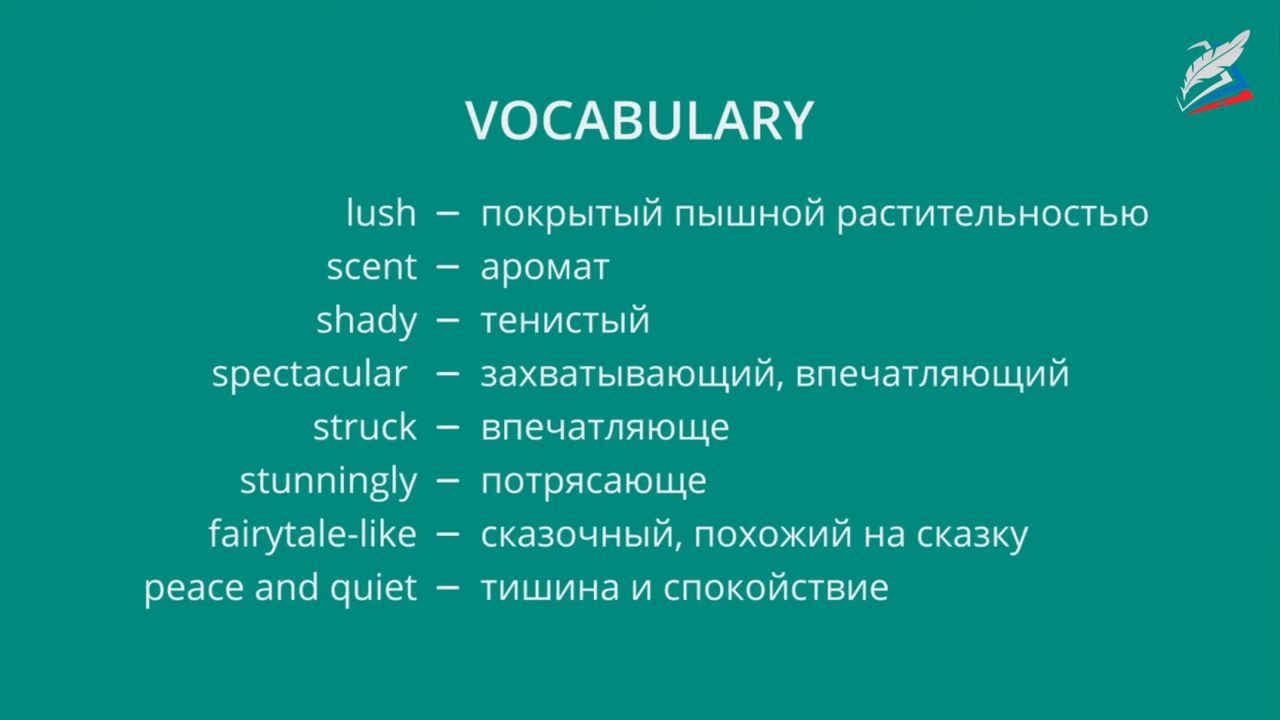 VOCABULARY
lush – покрытый пышной растительностью
scent – аромат
shady – тенистый
spectacular – захватывающий, впечатляющий
struck – впечатляюще
stunningly – потрясающе
fairytale-like – сказочный, похожий на сказку
peace and quiet – тишина и спокойствие